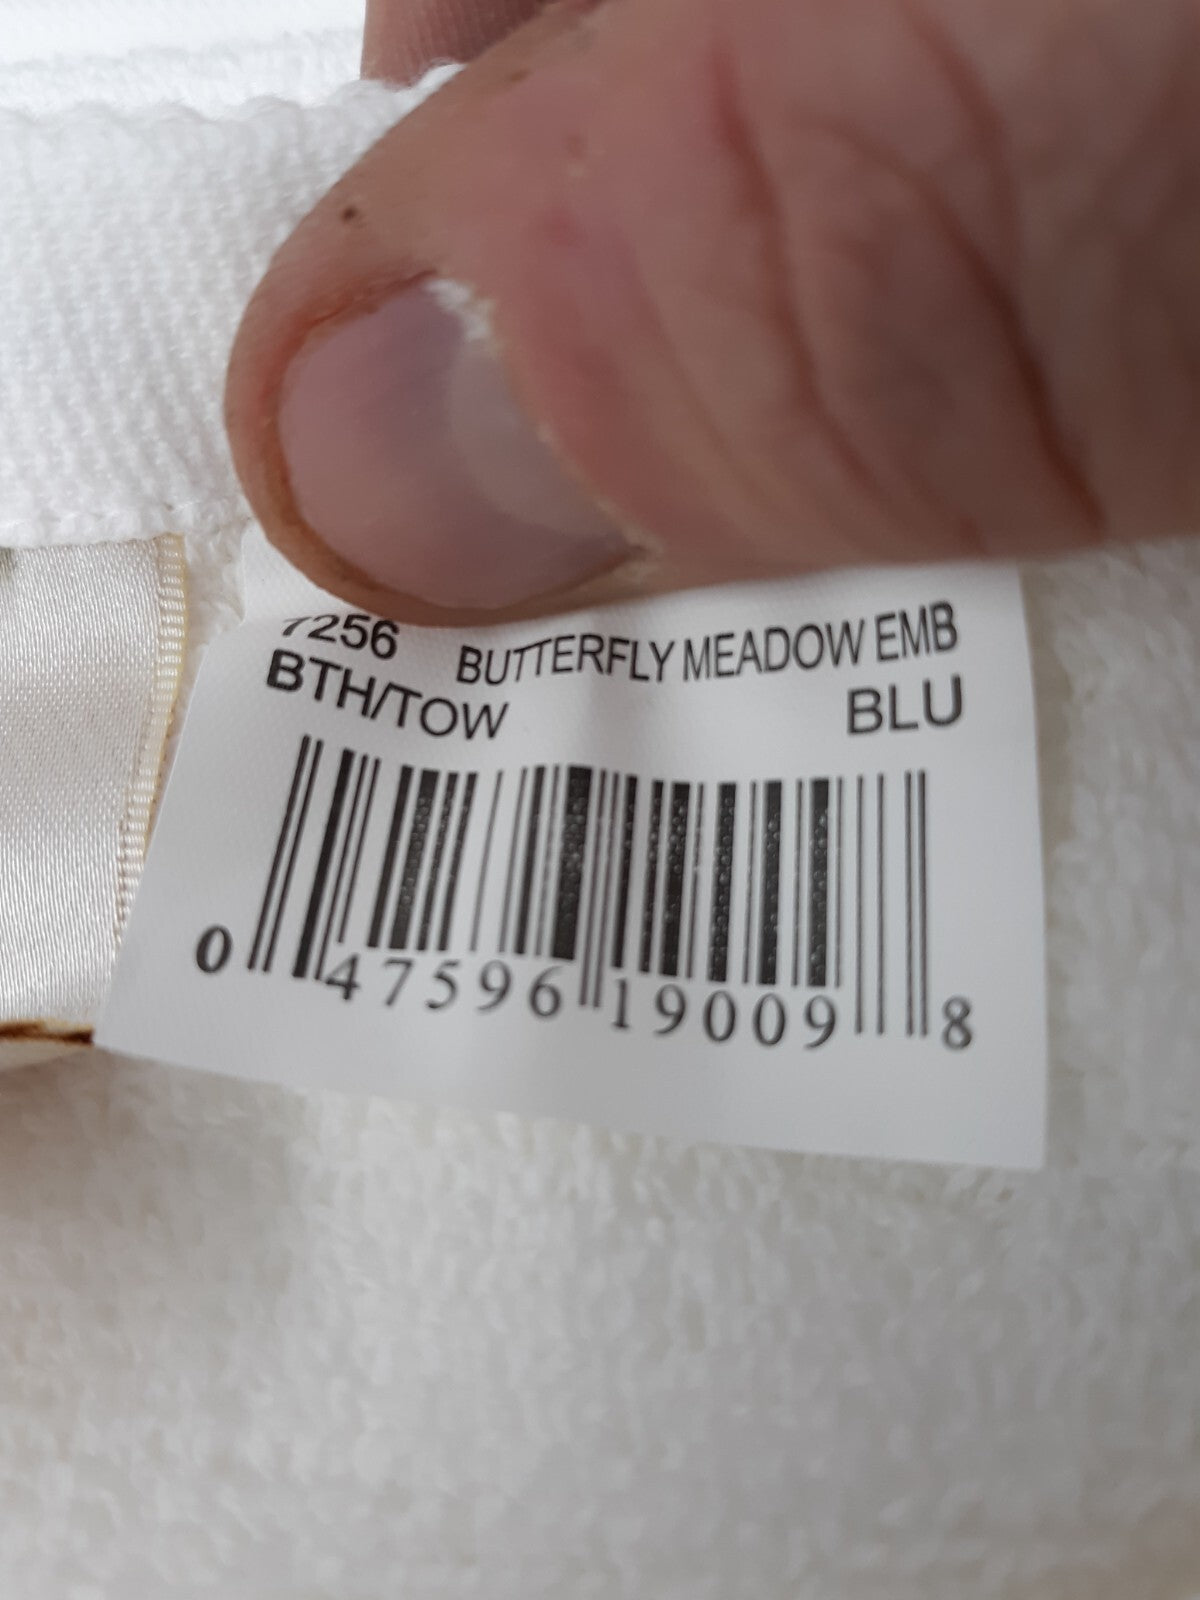 7256 BUTTERFLY MEADOW EMB
BTH/TOW BLU
0 47596 19009 8